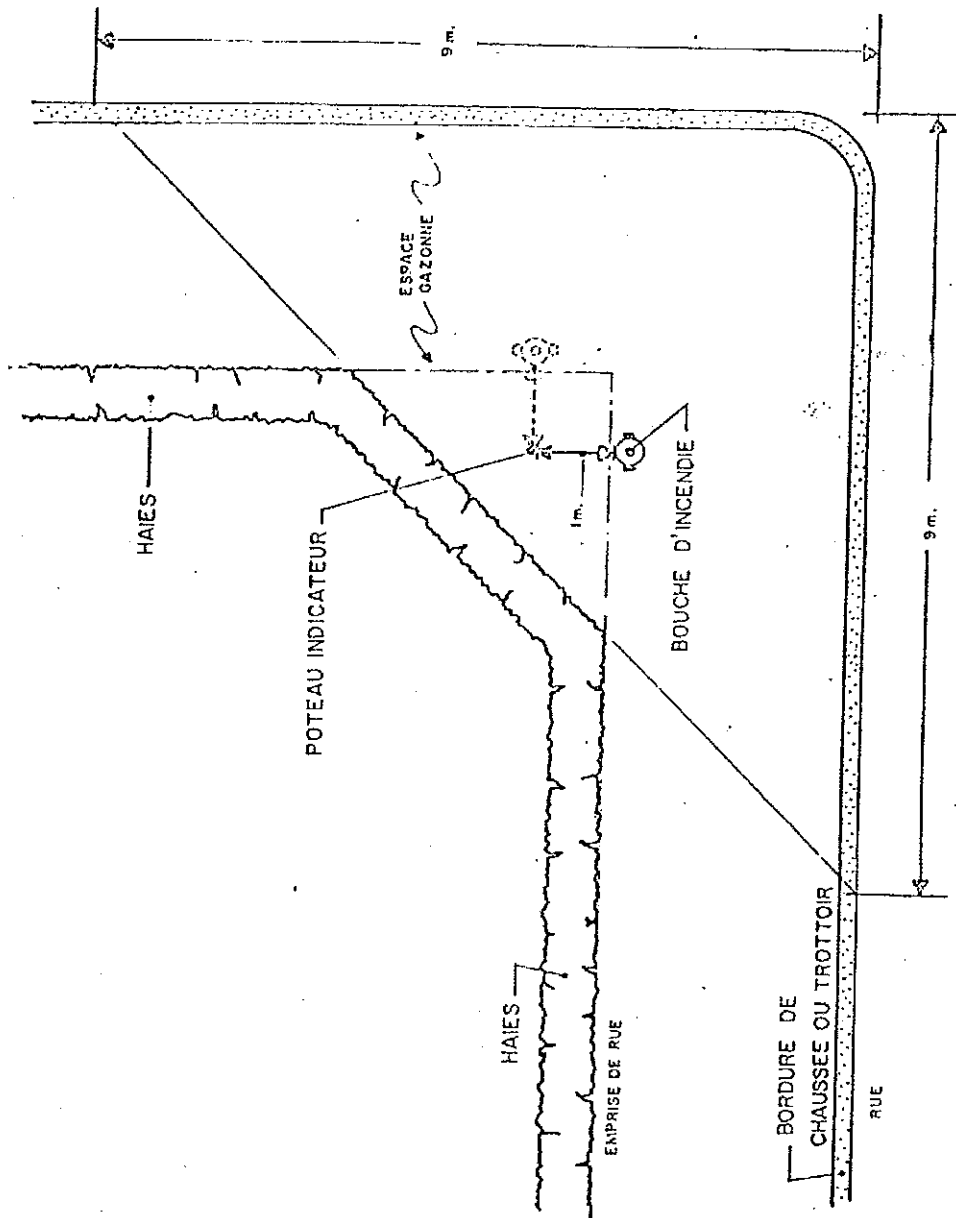 9 m.
ESPACE
GAZONNE
HAIES
POTEAU INDICATEUR
1 m.
BOUCHE D'INCENDIE
9 m.
HAIES
EMPRISE DE RUE
BORDURE DE
CHAUSSEE OU TROTTOIR
RUE